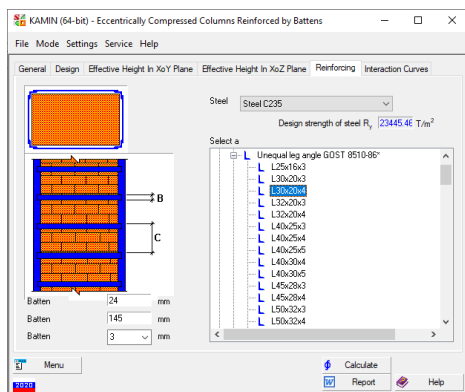 KAMIN (64-bit) - Eccentrically Compressed Columns Reinforced by Battens
File Mode Settings Service Help
General Design Effective Height In XoY Plane Effective Height In XoZ Plane Reinforcing Interaction Curves
Steel Steel C235
Design strength of steel Ry 23445.46 T/m²
Select a
Unequal leg angle GOST 8510-86*
L25x16x3
L30x20x3
L30x20x4
L32x20x3
L32x20x4
L40x25x3
L40x25x4
L40x25x5
L40x30x4
L40x30x5
L45x28x3
L45x28x4
L50x32x3
L50x32x4
B
C
Batten 24 mm
Batten 145 mm
Batten 3 mm
Menu Calculate
Report Help
2020